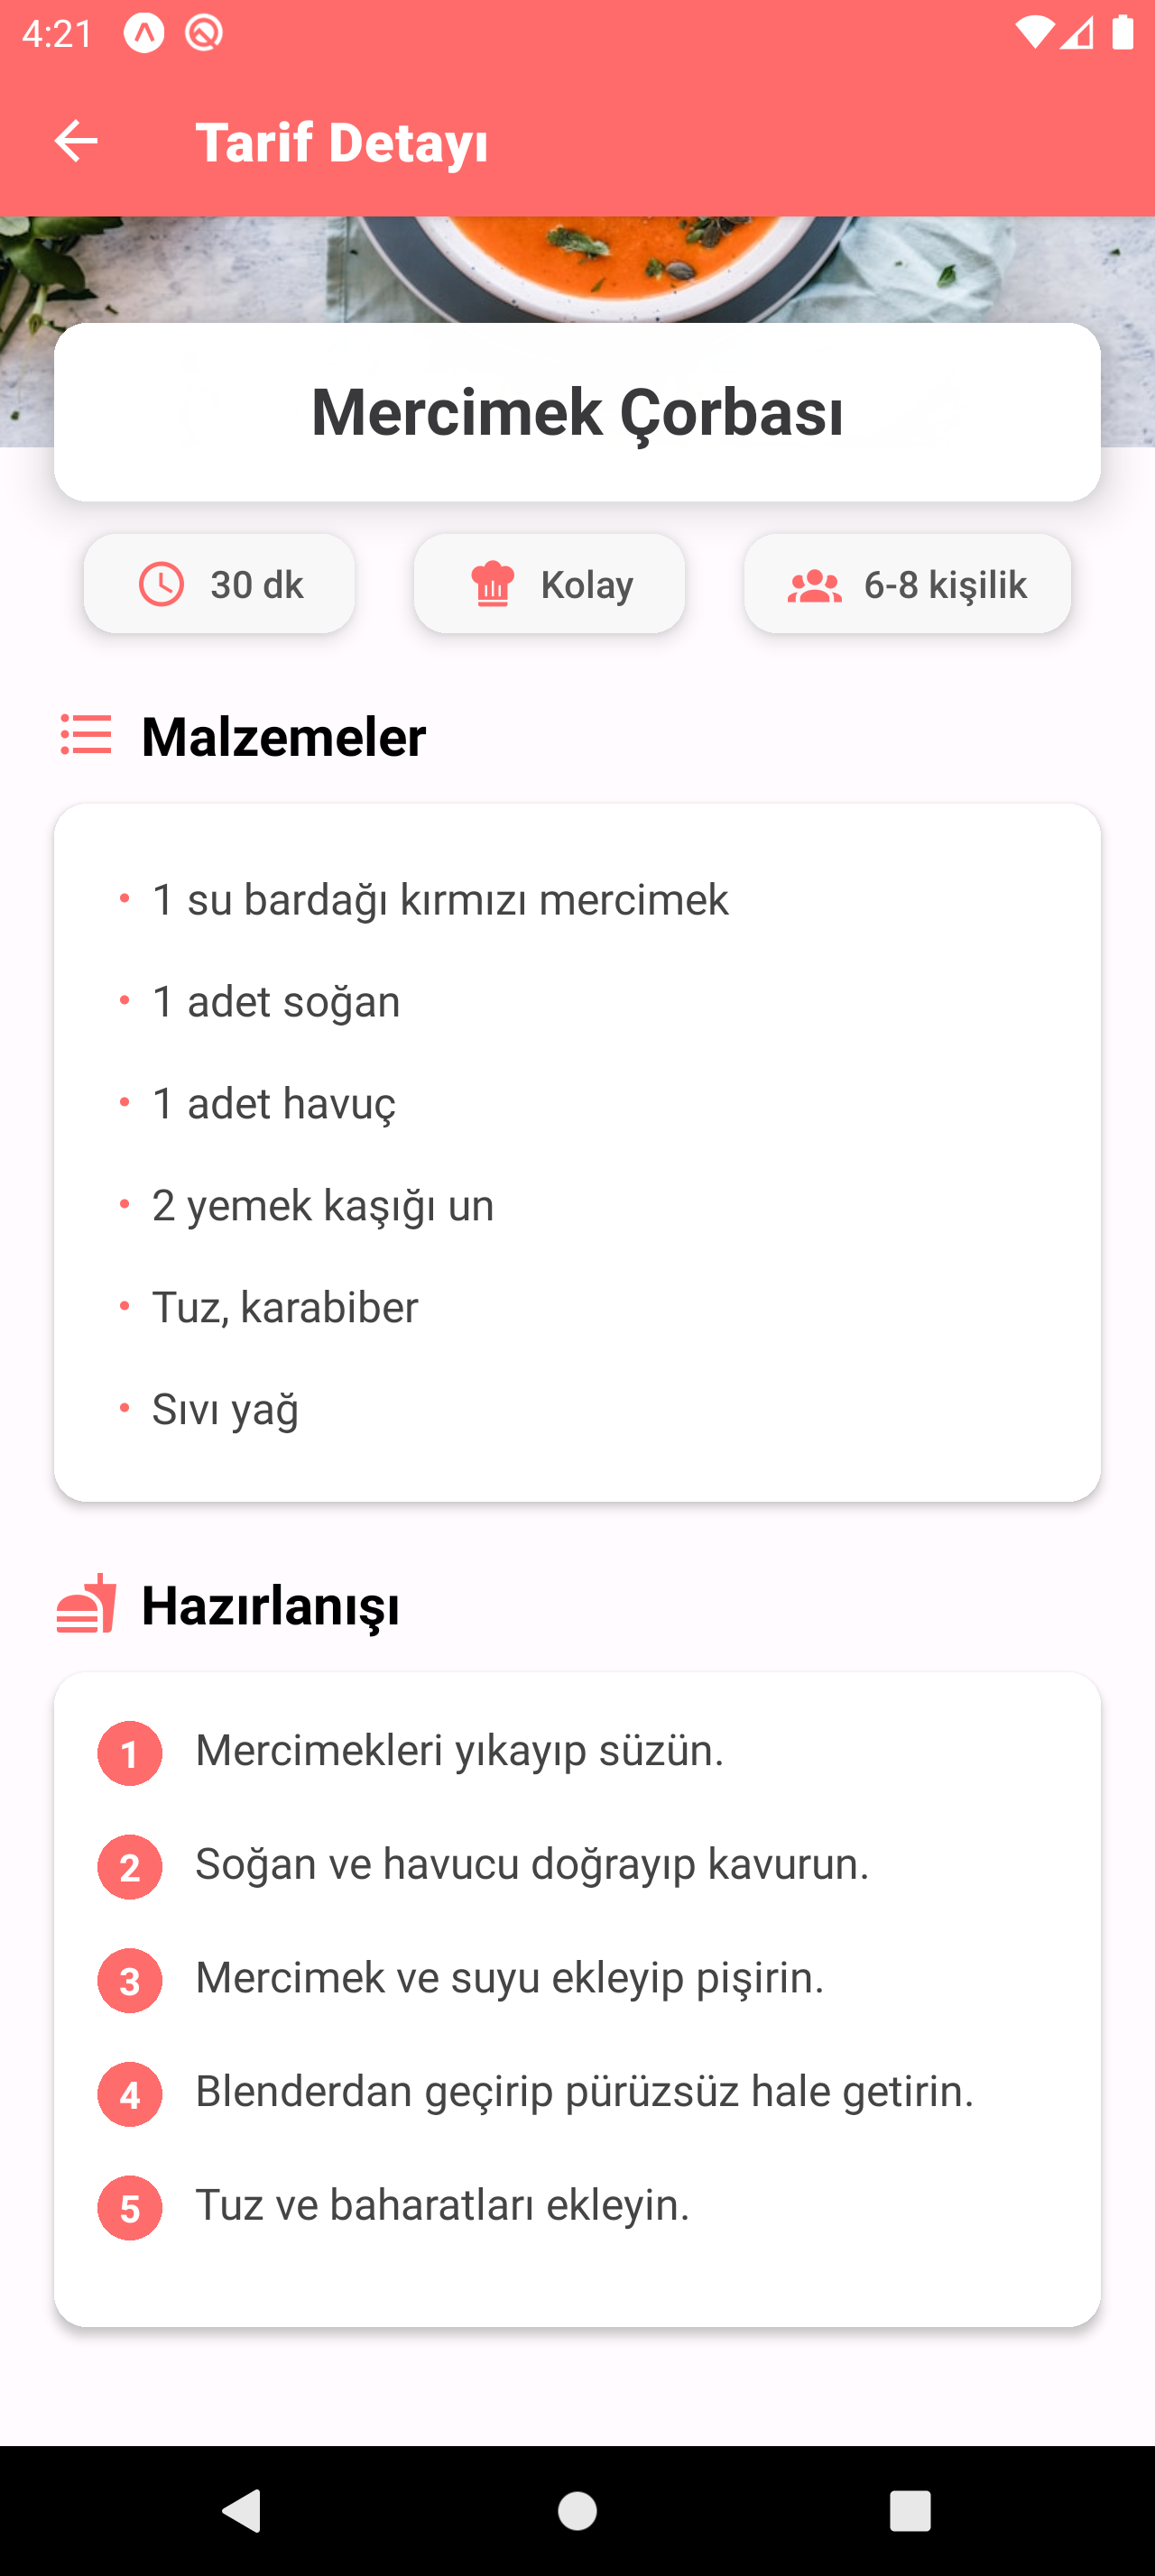 4:21
Tarif Detayı
Mercimek Çorbası
30 dk
Kolay
6-8 kişilik
Malzemeler
• 1 su bardağı kırmızı mercimek
• 1 adet soğan
• 1 adet havuç
• 2 yemek kaşığı un
• Tuz, karabiber
• Sıvı yağ
Hazırlanışı
1 Mercimekleri yıkayıp süzün.
2 Soğan ve havucu doğrayıp kavurun.
3 Mercimek ve suyu ekleyip pişirin.
4 Blenderdan geçirip pürüzsüz hale getirin.
5 Tuz ve baharatları ekleyin.